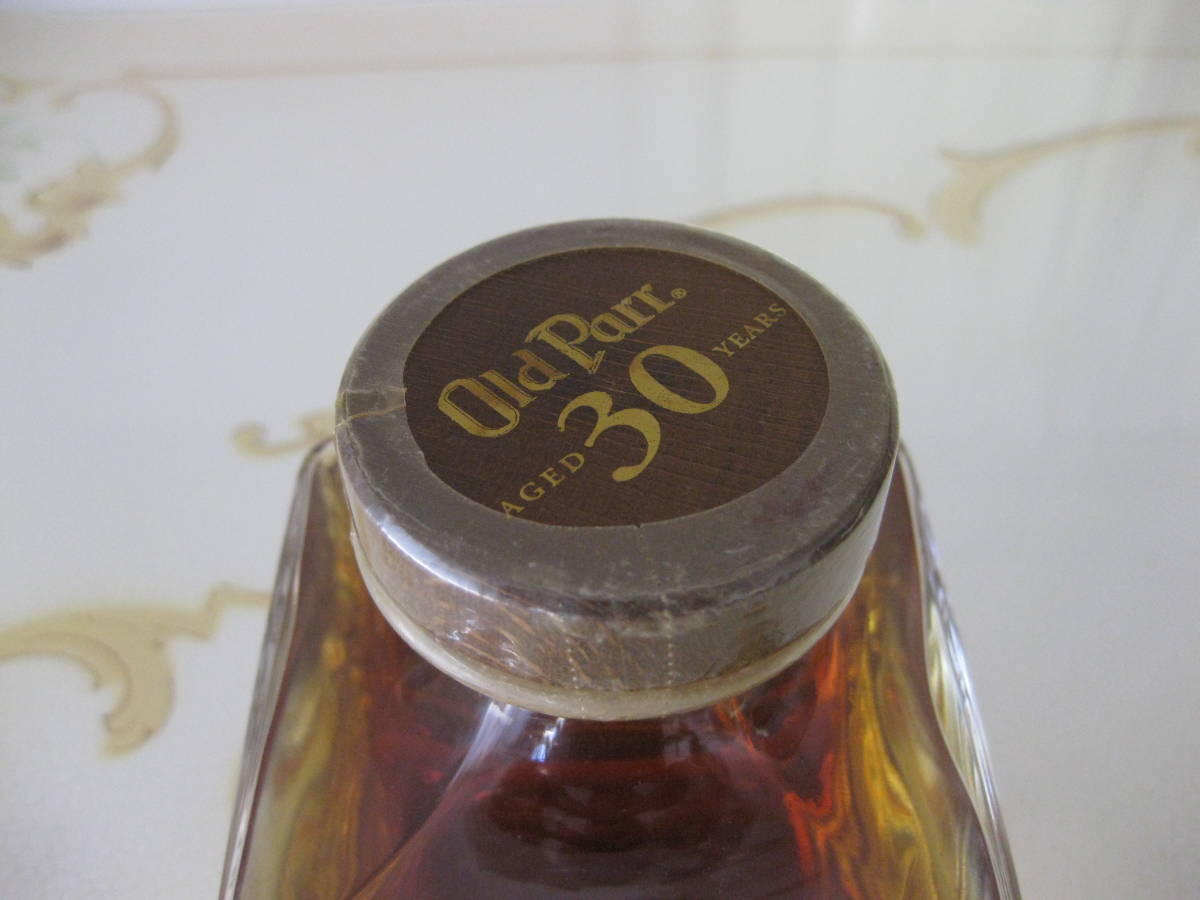 Old Parr®
AGED 30 YEARS